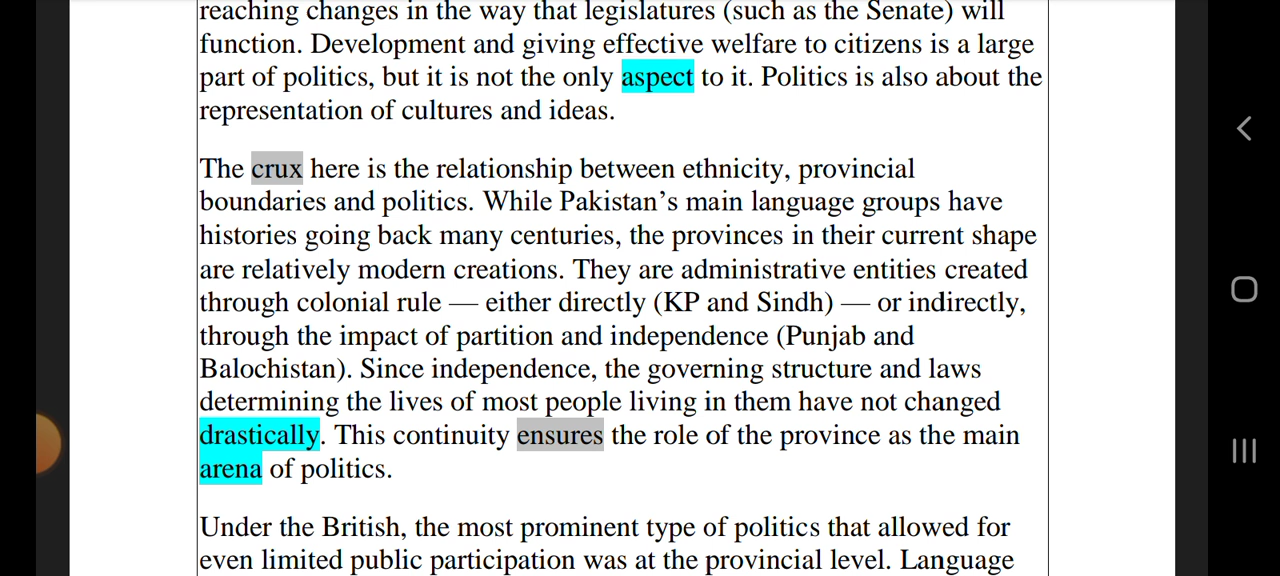 reaching changes in the way that legislatures (such as the Senate) will
function. Development and giving effective welfare to citizens is a large
part of politics, but it is not the only aspect to it. Politics is also about the
representation of cultures and ideas.
The crux here is the relationship between ethnicity, provincial
boundaries and politics. While Pakistan’s main language groups have
histories going back many centuries, the provinces in their current shape
are relatively modern creations. They are administrative entities created
through colonial rule — either directly (KP and Sindh) — or indirectly,
through the impact of partition and independence (Punjab and
Balochistan). Since independence, the governing structure and laws
determining the lives of most people living in them have not changed
drastically. This continuity ensures the role of the province as the main
arena of politics.
Under the British, the most prominent type of politics that allowed for
even limited public participation was at the provincial level. Language